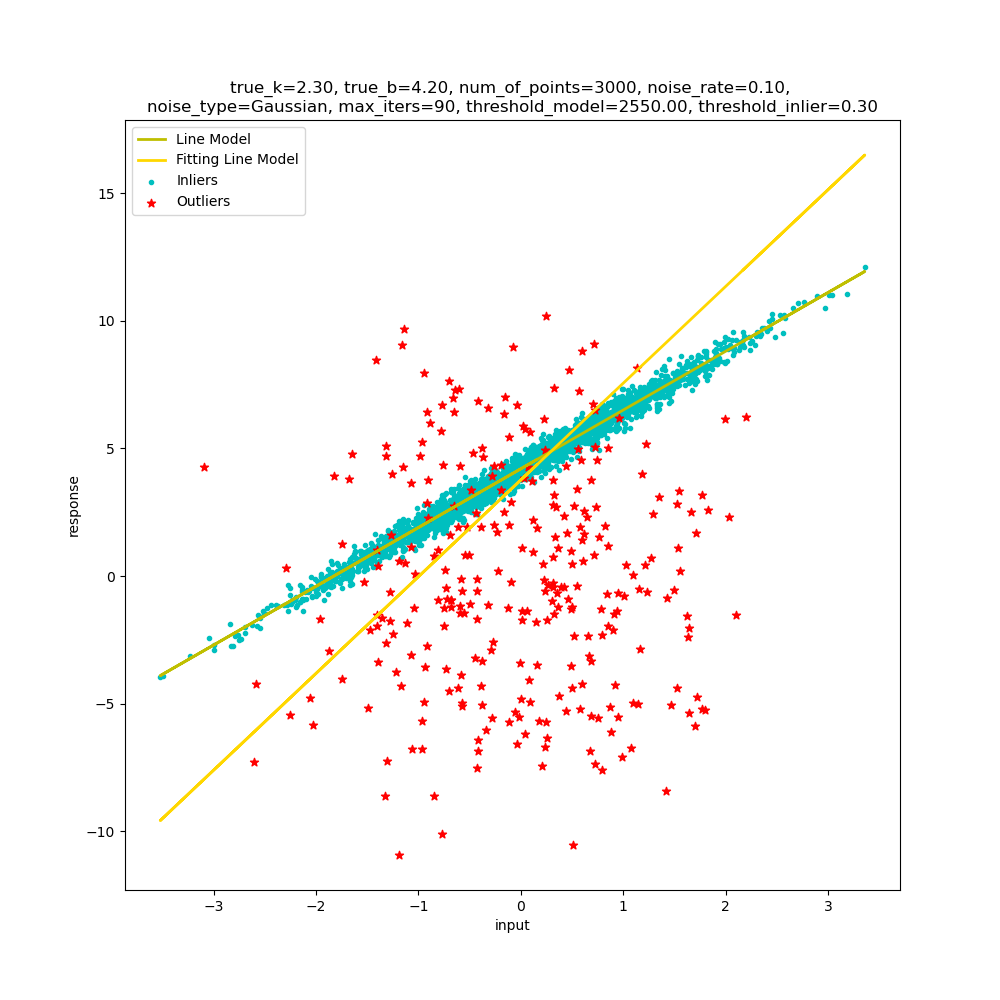 true_k=2.30, true_b=4.20, num_of_points=3000, noise_rate=0.10,
noise_type=Gaussian, max_iters=90, threshold_model=2550.00, threshold_inlier=0.30
Line Model
Fitting Line Model
Inliers
Outliers
15
10
5
0
−5
−10
response
−3
−2
−1
0
1
2
3
input